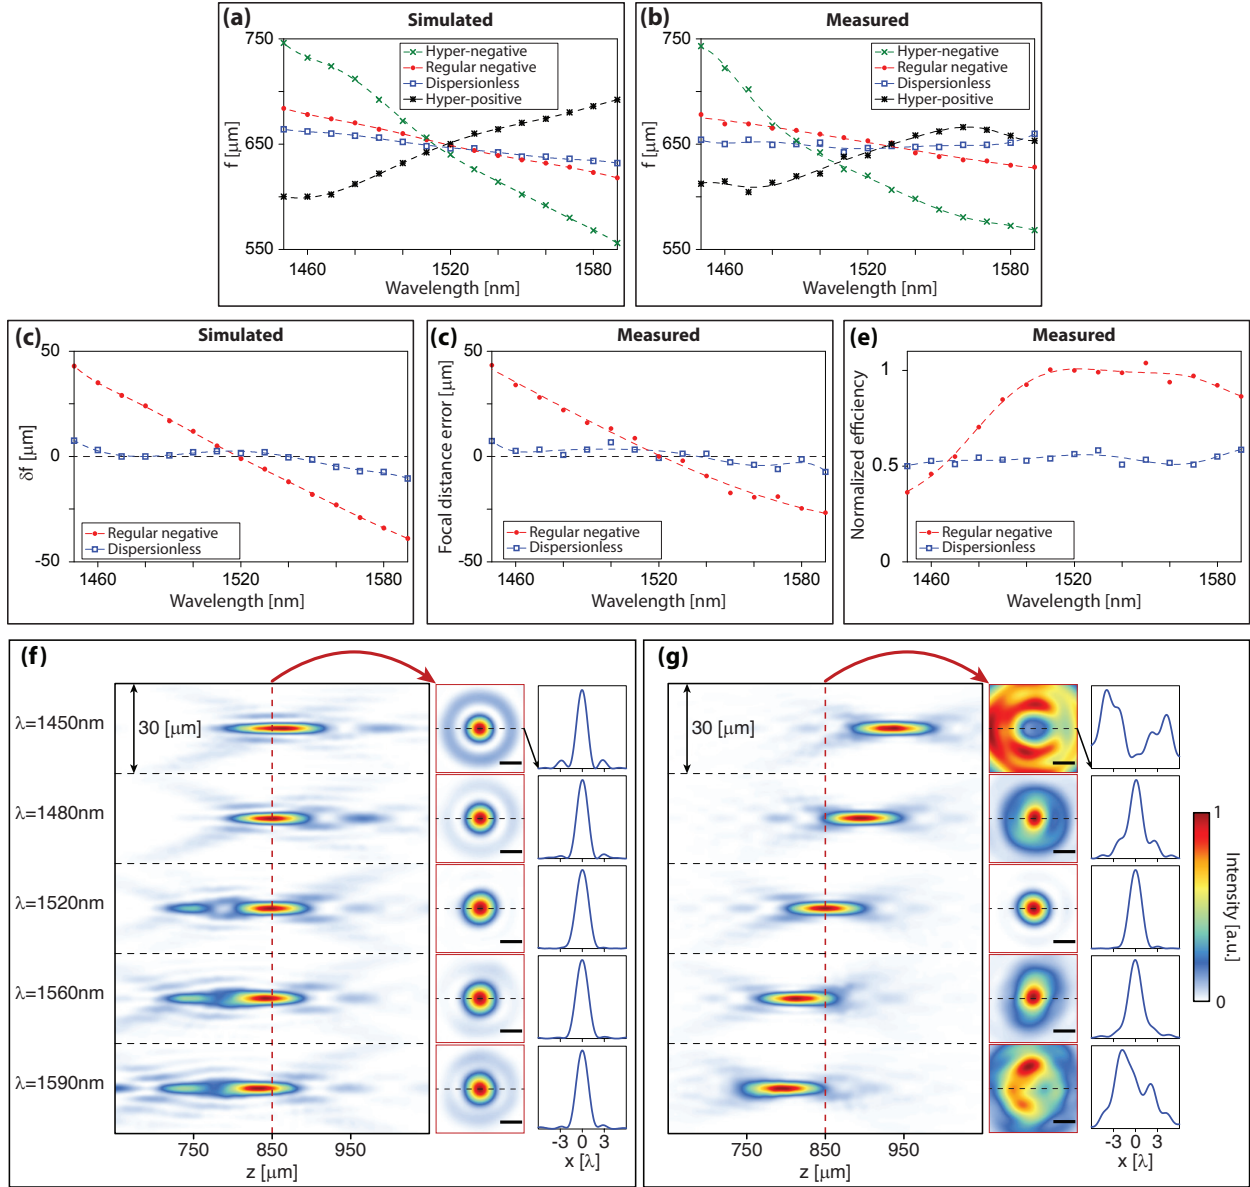 (a) Simulated
750
650
550
f [μm]
Hyper-negative
Regular negative
Dispersionless
Hyper-positive
1460 1520 1580
Wavelength [nm]
(b) Measured
750
650
550
f [μm]
Hyper-negative
Regular negative
Dispersionless
Hyper-positive
1460 1520 1580
Wavelength [nm]
(c) Simulated
50
0
-50
δf [μm]
Regular negative
Dispersionless
1460 1520 1580
Wavelength [nm]
(c) Measured
50
0
-50
Focal distance error [μm]
Regular negative
Dispersionless
1460 1520 1580
Wavelength [nm]
(e) Measured
1
0.5
0
Normalized efficiency
Regular negative
Dispersionless
1460 1520 1580
Wavelength [nm]
(f)
30 [μm]
λ=1450nm
λ=1480nm
λ=1520nm
λ=1560nm
λ=1590nm
750 850 950
z [μm]
-3 0 3
x [λ]
(g)
30 [μm]
750 850 950
z [μm]
-3 0 3
x [λ]
1
0
Intensity [a.u.]